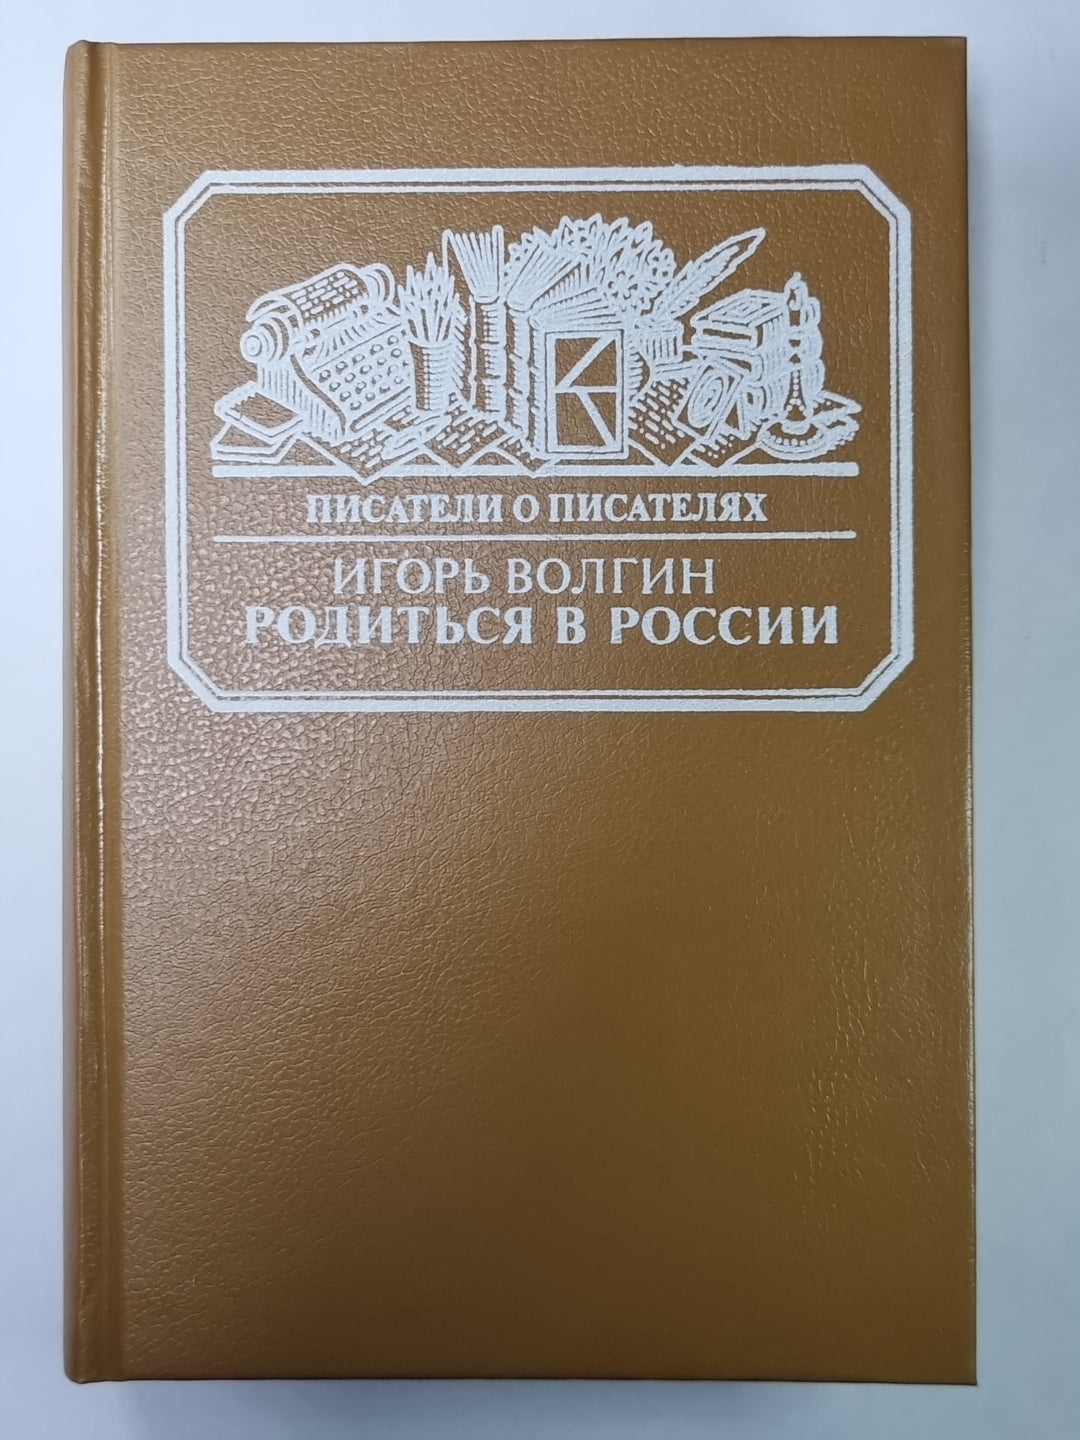 ПИСАТЕЛИ О ПИСАТЕЛЯХ
ИГОРЬ ВОЛГИН
РОДИТЬСЯ В РОССИИ